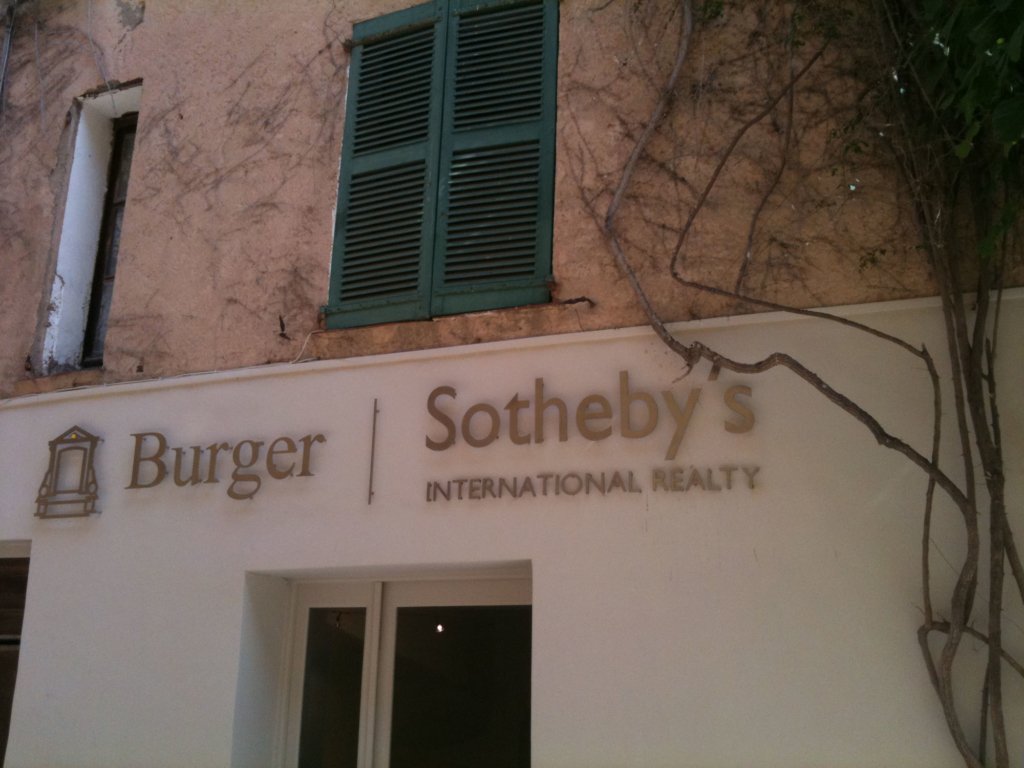 Burger | Sotheby's
INTERNATIONAL REALTY